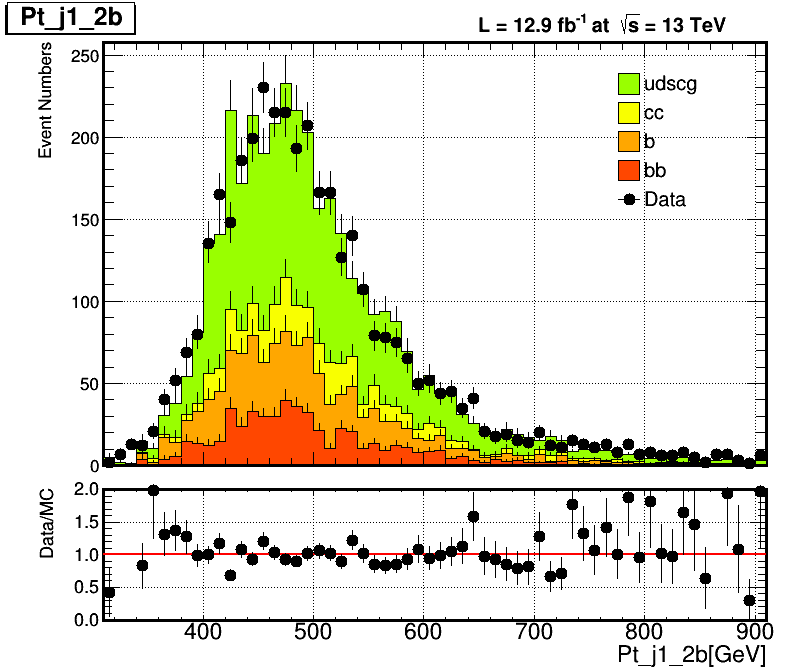 Pt_j1_2b
L = 12.9 fb⁻¹ at √s = 13 TeV
Event Numbers
250
200
150
100
50
0
udscg
cc
b
bb
Data
Data/MC
2.0
1.5
1.0
0.5
0.0
400 500 600 700 800 900
Pt_j1_2b[GeV]